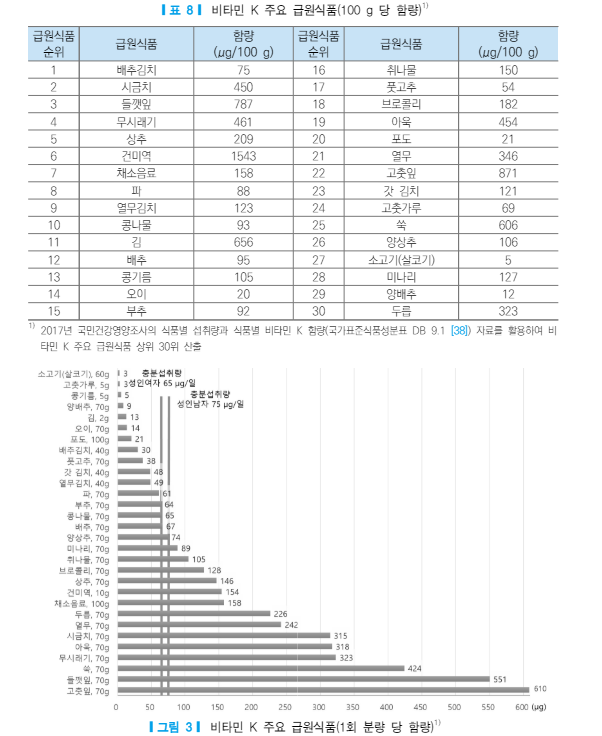 ┃표 8┃ 비타민 K 주요 급원식품(100 g 당 함량)1)
급원식품 순위 급원식품 함량 (μg/100 g) 급원식품 순위 급원식품 함량 (μg/100 g)
1 배추김치 75 16 취나물 150
2 시금치 450 17 풋고추 54
3 들깻잎 787 18 브로콜리 182
4 무시래기 461 19 아욱 454
5 상추 209 20 포도 21
6 건미역 1543 21 열무 346
7 채소음료 158 22 고춧잎 871
8 파 88 23 갓 김치 121
9 열무김치 123 24 고춧가루 69
10 콩나물 93 25 쑥 606
11 김 656 26 양상추 106
12 배추 95 27 소고기(살코기) 5
13 콩기름 105 28 미나리 127
14 오이 20 29 양배추 12
15 부추 92 30 두릅 323
1) 2017년 국민건강영양조사의 식품별 섭취량과 식품별 비타민 K 함량(국가표준식품성분표 DB 9.1 [38]) 자료를 활용하여 비
타민 K 주요 급원식품 상위 30위 산출
충분섭취량
성인여자 65 μg/일
충분섭취량
성인남자 75 μg/일
소고기(살코기), 60g 3
고춧가루, 5g 3
콩기름, 5g 5
양배추, 70g 9
김, 2g 13
오이, 70g 14
포도, 100g 21
배추김치, 40g 30
풋고추, 70g 38
갓 김치, 40g 48
열무김치, 40g 49
파, 70g 61
부추, 70g 64
콩나물, 70g 65
배추, 70g 67
양상추, 70g 74
미나리, 70g 89
취나물, 70g 105
브로콜리, 70g 128
상추, 70g 146
건미역, 10g 154
채소음료, 100g 158
두릅, 70g 226
열무, 70g 242
시금치, 70g 315
아욱, 70g 318
무시래기, 70g 323
쑥, 70g 424
들깻잎, 70g 551
고춧잎, 70g 610
0 50 100 150 200 250 300 350 400 450 500 550 600 (μg)
┃그림 3┃ 비타민 K 주요 급원식품(1회 분량 당 함량)1)